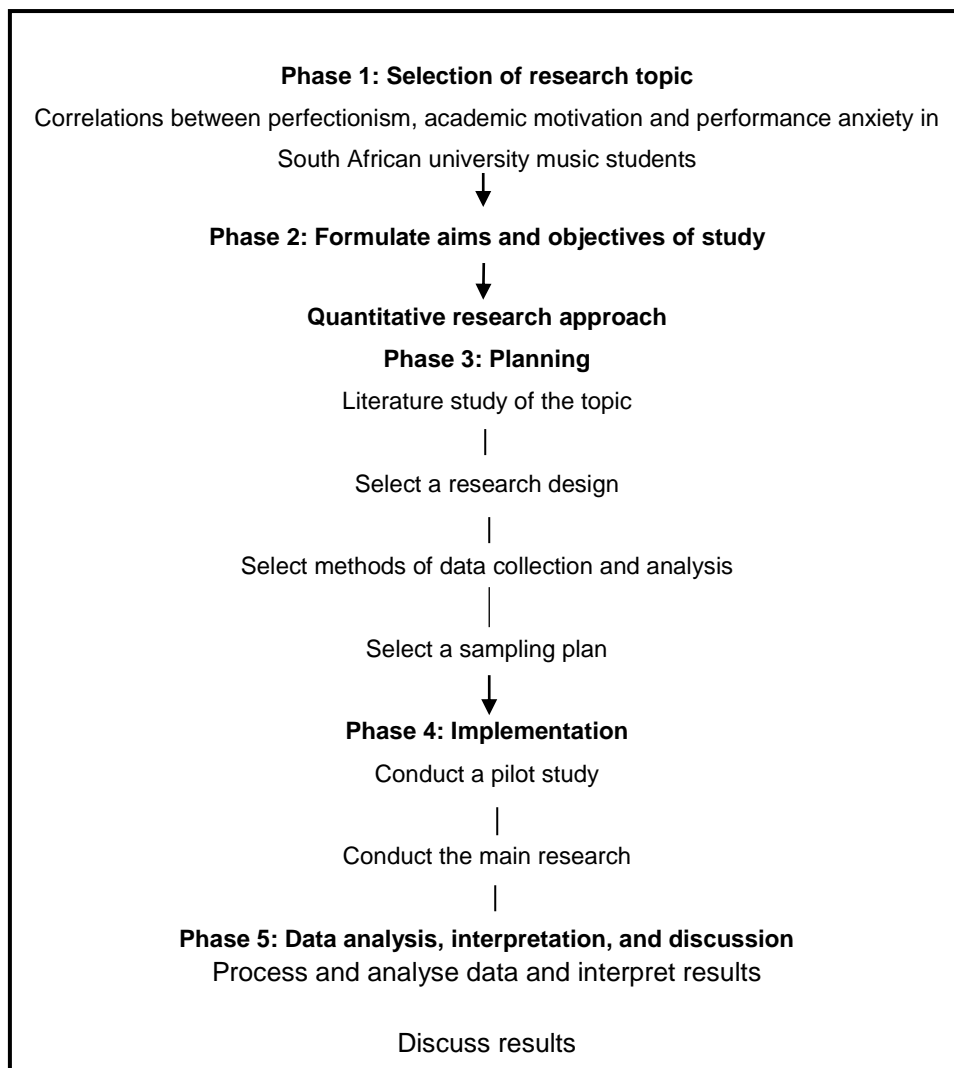 Phase 1: Selection of research topic
Correlations between perfectionism, academic motivation and performance anxiety in
South African university music students
Phase 2: Formulate aims and objectives of study
Quantitative research approach
Phase 3: Planning
Literature study of the topic
Select a research design
Select methods of data collection and analysis
Select a sampling plan
Phase 4: Implementation
Conduct a pilot study
Conduct the main research
Phase 5: Data analysis, interpretation, and discussion
Process and analyse data and interpret results
Discuss results